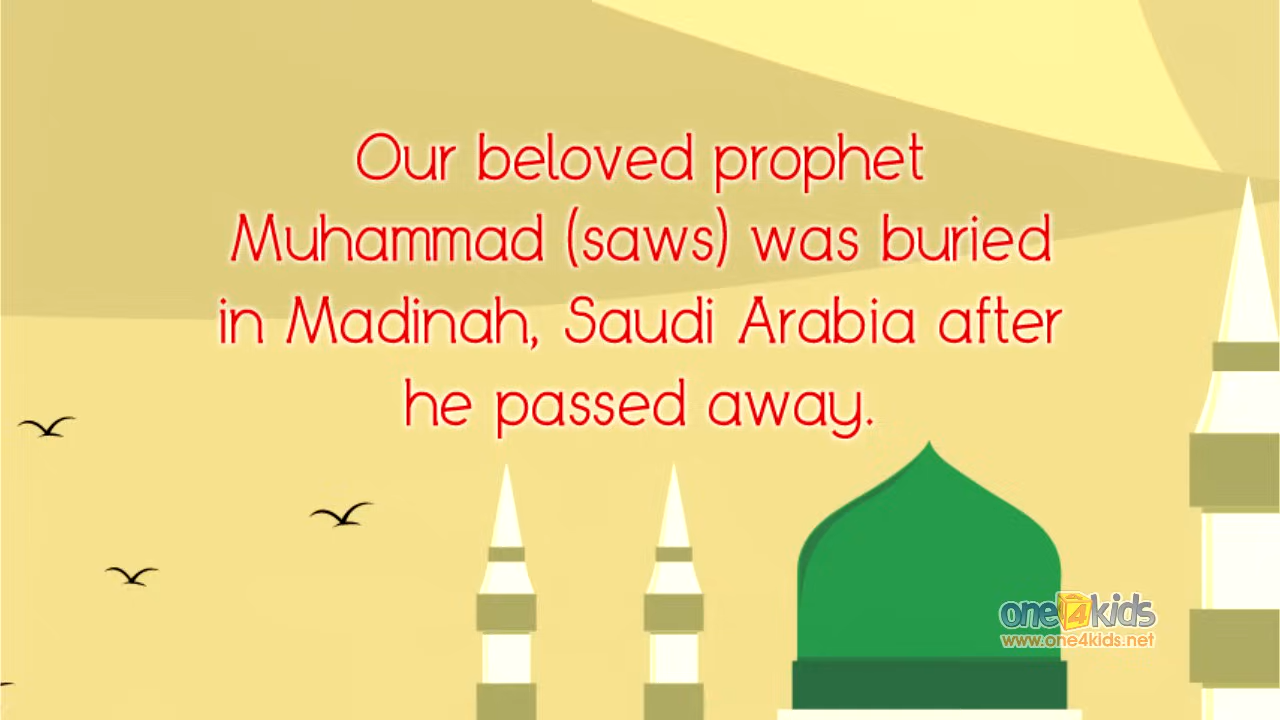 Our beloved prophet
Muhammad (saws) was buried
in Madinah, Saudi Arabia after
he passed away.
one4kids
www.one4kids.net